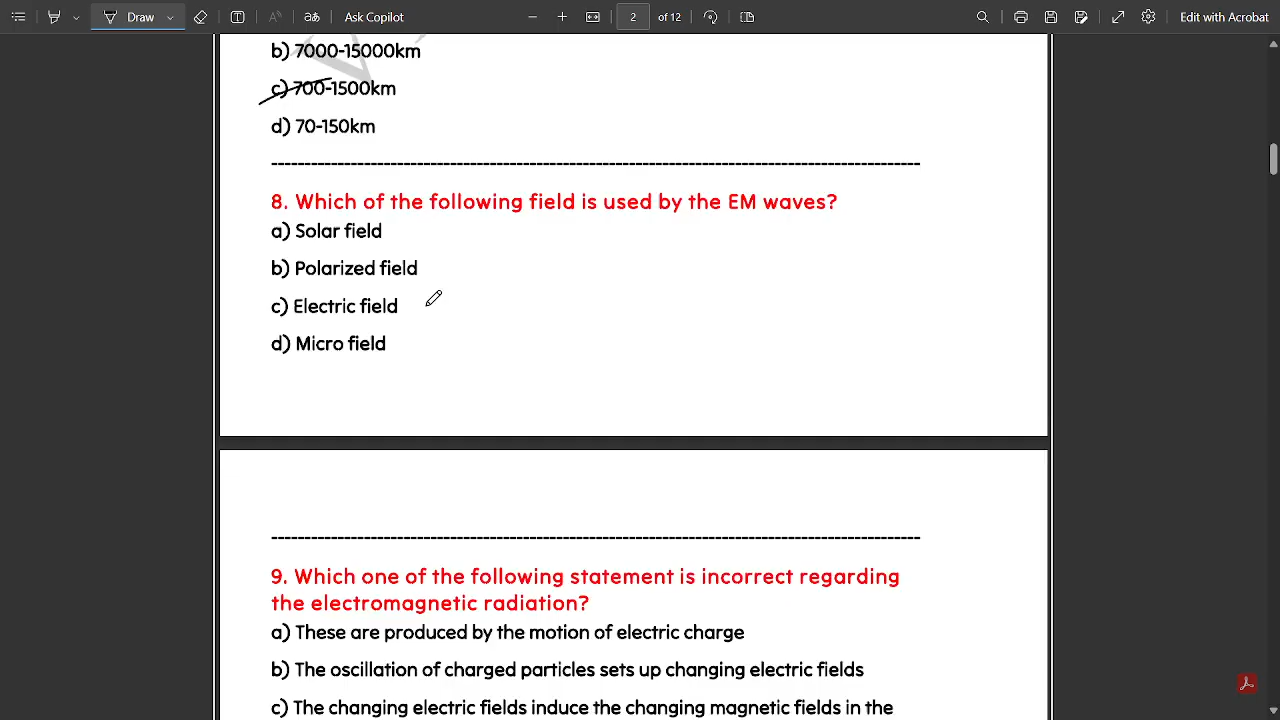 Draw
Ask Copilot
2
of 12
Edit with Acrobat
b) 7000-15000km
c) 700-1500km
d) 70-150km
8. Which of the following field is used by the EM waves?
a) Solar field
b) Polarized field
c) Electric field
d) Micro field
9. Which one of the following statement is incorrect regarding
the electromagnetic radiation?
a) These are produced by the motion of electric charge
b) The oscillation of charged particles sets up changing electric fields
c) The changing electric fields induce the changing magnetic fields in the